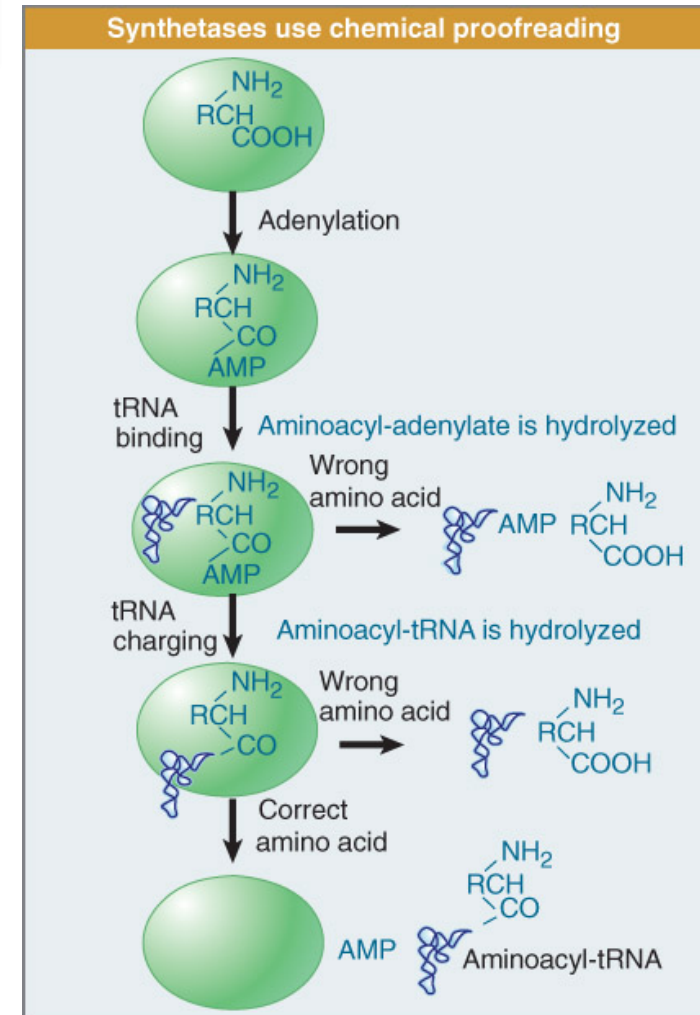 Synthetases use chemical proofreading
NH2
RCH
COOH
Adenylation
NH2
RCH
CO
AMP
tRNA
binding
Aminoacyl-adenylate is hydrolyzed
Wrong
amino acid
NH2
RCH
CO
AMP
AMP
NH2
RCH
COOH
tRNA
charging
Aminoacyl-tRNA is hydrolyzed
Wrong
amino acid
NH2
RCH
CO
NH2
RCH
COOH
Correct
amino acid
AMP
NH2
RCH
CO
Aminoacyl-tRNA